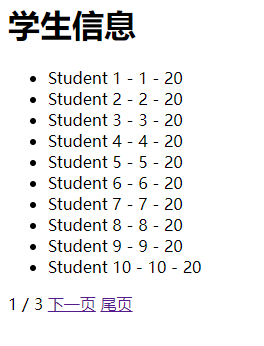 学生信息
Student 1 - 1 - 20
Student 2 - 2 - 20
Student 3 - 3 - 20
Student 4 - 4 - 20
Student 5 - 5 - 20
Student 6 - 6 - 20
Student 7 - 7 - 20
Student 8 - 8 - 20
Student 9 - 9 - 20
Student 10 - 10 - 20
1 / 3 下一页 尾页